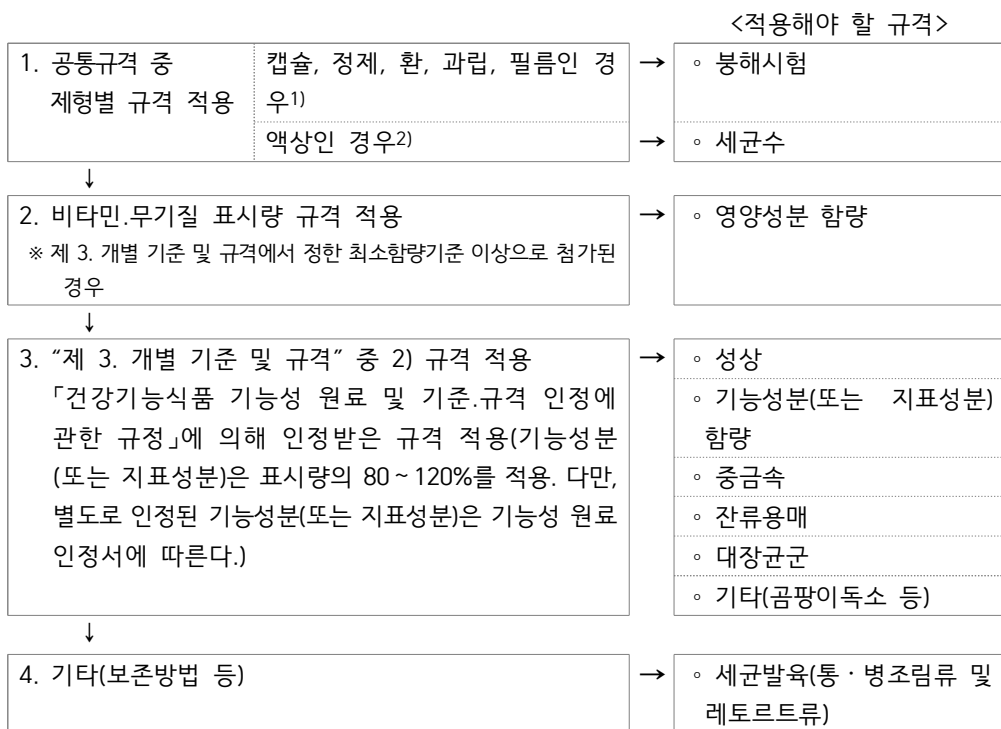 <적용해야 할 규격>
1. 공통규격 중
제형별 규격 적용
캡슐, 정제, 환, 과립, 필름인 경
우1)
→
◦ 붕해시험
액상인 경우2)
→
◦ 세균수
↓
2. 비타민.무기질 표시량 규격 적용
※ 제 3. 개별 기준 및 규격에서 정한 최소함량기준 이상으로 첨가된
경우
→
◦ 영양성분 함량
↓
3. “제 3. 개별 기준 및 규격” 중 2) 규격 적용
「건강기능식품 기능성 원료 및 기준.규격 인정에
관한 규정」에 의해 인정받은 규격 적용(기능성분
(또는 지표성분)은 표시량의 80 ~ 120%를 적용. 다만,
별도로 인정된 기능성분(또는 지표성분)은 기능성 원료
인정서에 따른다.)
→
◦ 성상
◦ 기능성분(또는 지표성분)
함량
◦ 중금속
◦ 잔류용매
◦ 대장균군
◦ 기타(곰팡이독소 등)
↓
4. 기타(보존방법 등)
→
◦ 세균발육(통ㆍ병조림류 및
레토르트류)